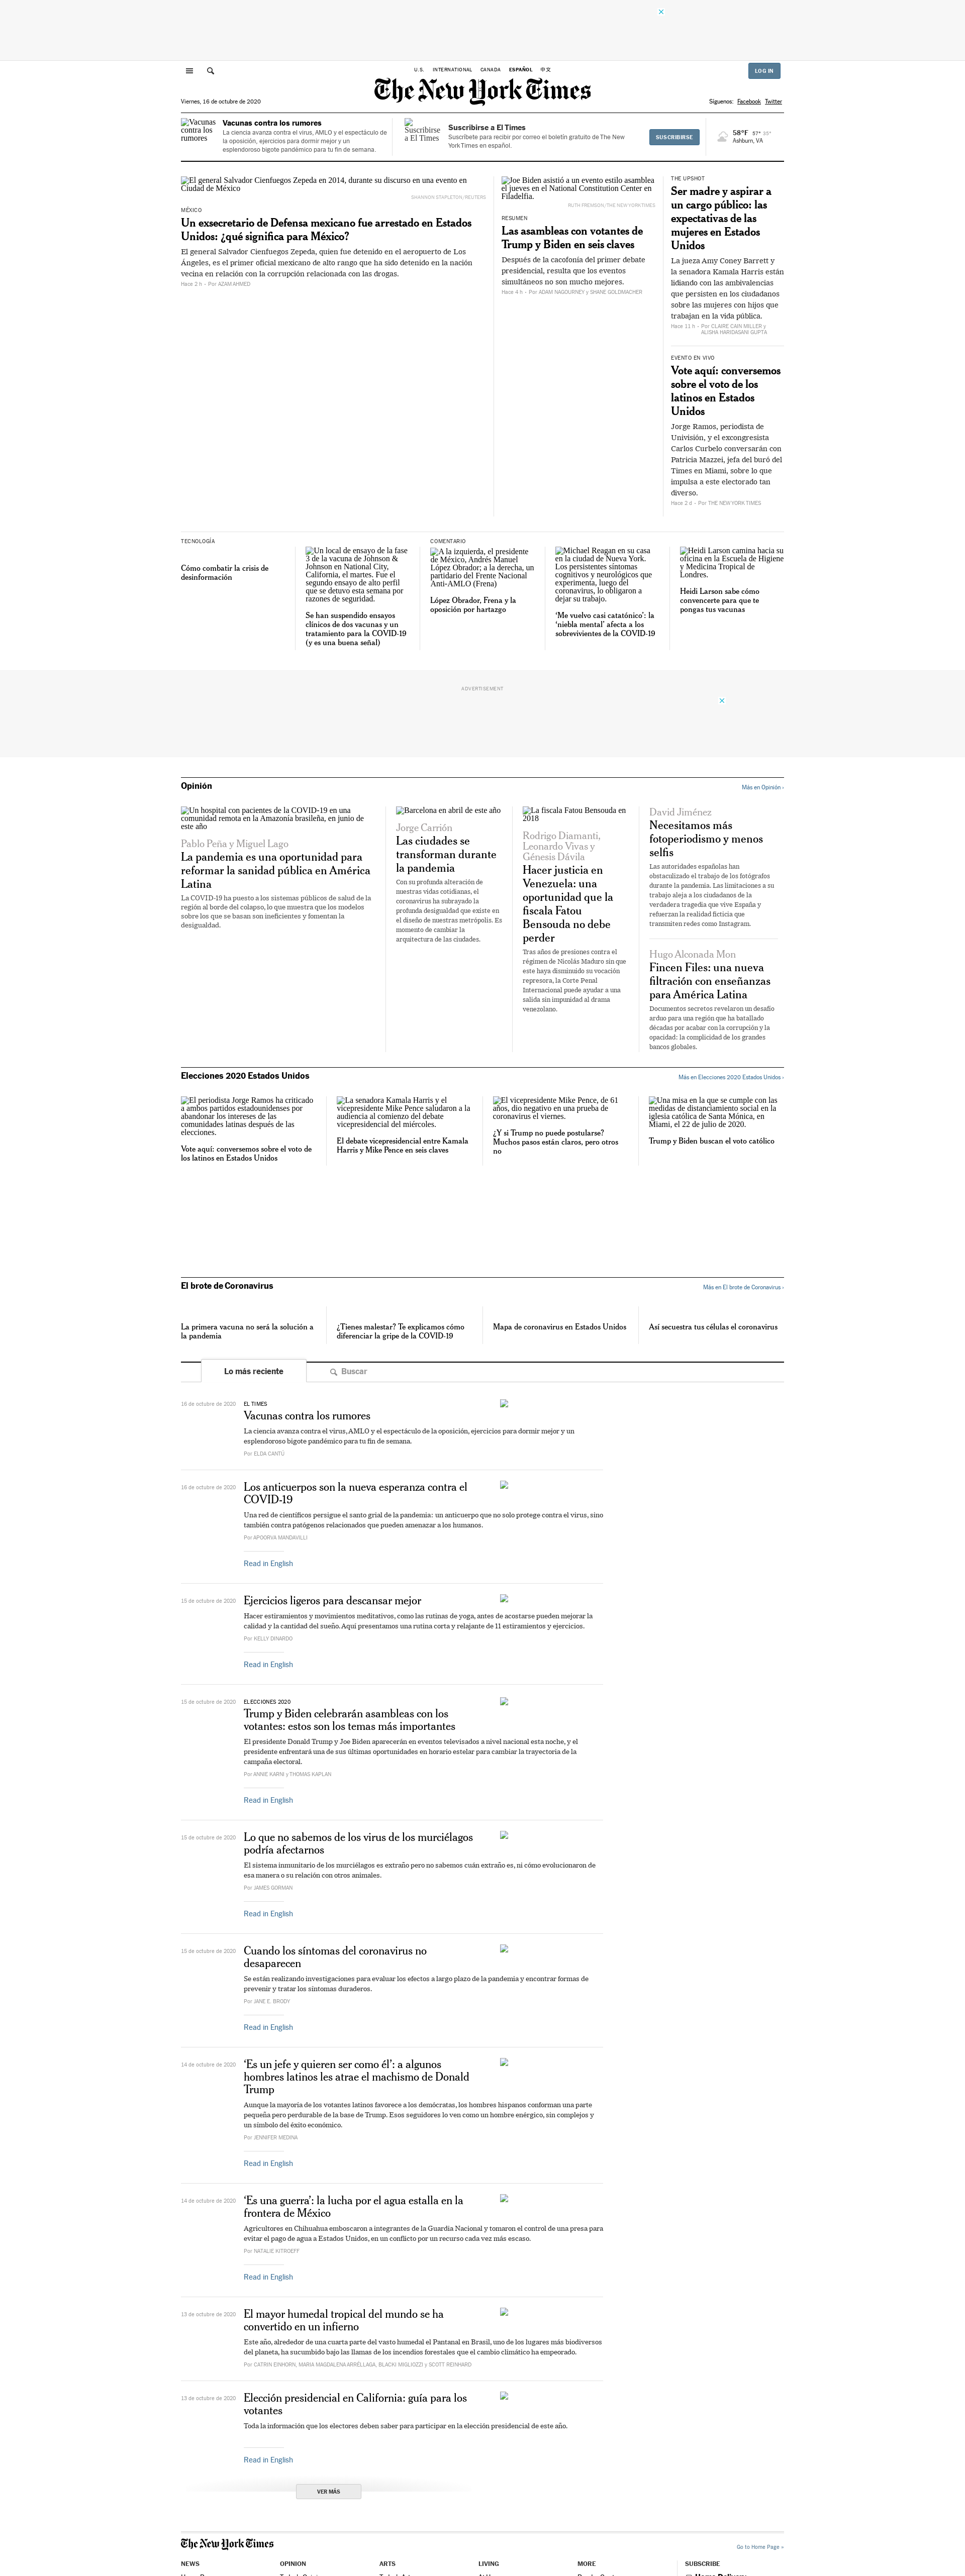 U.S.
INTERNATIONAL
CANADA
ESPAÑOL
中文
LOG IN
The New York Times
Viernes, 16 de octubre de 2020
Síguenos:
Facebook
Twitter
Vacunas contra los rumores
Vacunas contra los rumores
La ciencia avanza contra el virus, AMLO y el espectáculo de
la oposición, ejercicios para dormir mejor y un
esplendoroso bigote pandémico para tu fin de semana.
Suscribirse a El Times
Suscribirse a El Times
Suscríbete para recibir por correo el boletín gratuito de The New
York Times en español.
SUSCRIBIRSE
58°F
57°
Ashburn, VA
El general Salvador Cienfuegos Zepeda en 2014, durante su discurso en una evento en
Ciudad de México
SHANNON STAPLETON/REUTERS
MÉXICO
Un exsecretario de Defensa mexicano fue arrestado en Estados
Unidos: ¿qué significa para México?
El general Salvador Cienfuegos Zepeda, quien fue detenido en el aeropuerto de Los
Ángeles, es el primer oficial mexicano de alto rango que ha sido detenido en la nación
vecina en relación con la corrupción relacionada con las drogas.
Hace 2 h – Por AZAM AHMED
Joe Biden asistió a un evento estilo asamblea
el jueves en el National Constitution Center en
Filadelfia.
RUTH FREMSON/THE NEW YORK TIMES
RESUMEN
Las asambleas con votantes de
Trump y Biden en seis claves
Después de la cacofonía del primer debate
presidencial, resulta que los eventos
simultáneos no son mucho mejores.
Hace 4 h – Por ADAM NAGOURNEY y SHANE GOLDMACHER
THE UPSHOT
Ser madre y aspirar a
un cargo público: las
expectativas de las
mujeres en Estados
Unidos
La jueza Amy Coney Barrett y
la senadora Kamala Harris están
lidiando con las ambivalencias
que persisten en los ciudadanos
sobre las mujeres con hijos que
trabajan en la vida pública.
Hace 11 h – Por CLAIRE CAIN MILLER y
ALISHA HARIDASANI GUPTA
EVENTO EN VIVO
Vote aquí: conversemos
sobre el voto de los
latinos en Estados
Unidos
Jorge Ramos, periodista de
Univisión, y el excongresista
Carlos Curbelo conversarán con
Patricia Mazzei, jefa del buró del
Times en Miami, sobre lo que
impulsa a este electorado tan
diverso.
Hace 2 d – Por THE NEW YORK TIMES
TECNOLOGÍA
Cómo combatir la crisis de
desinformación
Un local de ensayo de la fase
3 de la vacuna de Johnson &
Johnson en National City,
California, el martes. Fue el
segundo ensayo de alto perfil
que se detuvo esta semana por
razones de seguridad.
Se han suspendido ensayos
clínicos de dos vacunas y un
tratamiento para la COVID-19
(y es una buena señal)
COMENTARIO
A la izquierda, el presidente
de México, Andrés Manuel
López Obrador; a la derecha, un
partidario del Frente Nacional
Anti-AMLO (Frena)
López Obrador, Frena y la
oposición por hartazgo
Michael Reagan en su casa
en la ciudad de Nueva York.
Los persistentes síntomas
cognitivos y neurológicos que
experimenta, luego del
coronavirus, lo obligaron a
dejar su trabajo.
‘Me vuelvo casi catatónico’: la
‘niebla mental’ afecta a los
sobrevivientes de la COVID-19
Heidi Larson camina hacia su
oficina en la Escuela de Higiene
y Medicina Tropical de
Londres.
Heidi Larson sabe cómo
convencerte para que te
pongas tus vacunas
ADVERTISEMENT
Opinión
Más en Opinión ›
Un hospital con pacientes de la COVID-19 en una
comunidad remota en la Amazonía brasileña, en junio de
este año
Pablo Peña y Miguel Lago
La pandemia es una oportunidad para
reformar la sanidad pública en América
Latina
La COVID-19 ha puesto a los sistemas públicos de salud de la
región al borde del colapso, lo que muestra que los modelos
sobre los que se basan son ineficientes y fomentan la
desigualdad.
Barcelona en abril de este año
Jorge Carrión
Las ciudades se
transforman durante
la pandemia
Con su profunda alteración de
nuestras vidas cotidianas, el
coronavirus ha subrayado la
profunda desigualdad que existe en
el diseño de nuestras metrópolis. Es
momento de cambiar la
arquitectura de las ciudades.
La fiscala Fatou Bensouda en
2018
Rodrigo Diamanti,
Leonardo Vivas y
Génesis Dávila
Hacer justicia en
Venezuela: una
oportunidad que la
fiscala Fatou
Bensouda no debe
perder
Tras años de presiones contra el
régimen de Nicolás Maduro sin que
este haya disminuido su vocación
represora, la Corte Penal
Internacional puede ayudar a una
salida sin impunidad al drama
venezolano.
David Jiménez
Necesitamos más
fotoperiodismo y menos
selfis
Las autoridades españolas han
obstaculizado el trabajo de los fotógrafos
durante la pandemia. Las limitaciones a su
trabajo aleja a los ciudadanos de la
verdadera tragedia que vive España y
refuerzan la realidad ficticia que
transmiten redes como Instagram.
Hugo Alconada Mon
Fincen Files: una nueva
filtración con enseñanzas
para América Latina
Documentos secretos revelaron un desafío
arduo para una región que ha batallado
décadas por acabar con la corrupción y la
opacidad: la complicidad de los grandes
bancos globales.
Elecciones 2020 Estados Unidos
Más en Elecciones 2020 Estados Unidos ›
El periodista Jorge Ramos ha criticado
a ambos partidos estadounidenses por
abandonar los intereses de las
comunidades latinas después de las
elecciones.
Vote aquí: conversemos sobre el voto de
los latinos en Estados Unidos
La senadora Kamala Harris y el
vicepresidente Mike Pence saludaron a la
audiencia al comienzo del debate
vicepresidencial del miércoles.
El debate vicepresidencial entre Kamala
Harris y Mike Pence en seis claves
El vicepresidente Mike Pence, de 61
años, dio negativo en una prueba de
coronavirus el viernes.
¿Y si Trump no puede postularse?
Muchos pasos están claros, pero otros
no
Una misa en la que se cumple con las
medidas de distanciamiento social en la
iglesia católica de Santa Mónica, en
Miami, el 22 de julio de 2020.
Trump y Biden buscan el voto católico
El brote de Coronavirus
Más en El brote de Coronavirus ›
La primera vacuna no será la solución a
la pandemia
¿Tienes malestar? Te explicamos cómo
diferenciar la gripe de la COVID-19
Mapa de coronavirus en Estados Unidos
Así secuestra tus células el coronavirus
Lo más reciente
Buscar
16 de octubre de 2020
EL TIMES
Vacunas contra los rumores
La ciencia avanza contra el virus, AMLO y el espectáculo de la oposición, ejercicios para dormir mejor y un
esplendoroso bigote pandémico para tu fin de semana.
Por ELDA CANTÚ
16 de octubre de 2020
Los anticuerpos son la nueva esperanza contra el
COVID-19
Una red de científicos persigue el santo grial de la pandemia: un anticuerpo que no solo protege contra el virus, sino
también contra patógenos relacionados que pueden amenazar a los humanos.
Por APOORVA MANDAVILLI
Read in English
15 de octubre de 2020
Ejercicios ligeros para descansar mejor
Hacer estiramientos y movimientos meditativos, como las rutinas de yoga, antes de acostarse pueden mejorar la
calidad y la cantidad del sueño. Aquí presentamos una rutina corta y relajante de 11 estiramientos y ejercicios.
Por KELLY DINARDO
Read in English
15 de octubre de 2020
ELECCIONES 2020
Trump y Biden celebrarán asambleas con los
votantes: estos son los temas más importantes
El presidente Donald Trump y Joe Biden aparecerán en eventos televisados a nivel nacional esta noche, y el
presidente enfrentará una de sus últimas oportunidades en horario estelar para cambiar la trayectoria de la
campaña electoral.
Por ANNIE KARNI y THOMAS KAPLAN
Read in English
15 de octubre de 2020
Lo que no sabemos de los virus de los murciélagos
podría afectarnos
El sistema inmunitario de los murciélagos es extraño pero no sabemos cuán extraño es, ni cómo evolucionaron de
esa manera o su relación con otros animales.
Por JAMES GORMAN
Read in English
15 de octubre de 2020
Cuando los síntomas del coronavirus no
desaparecen
Se están realizando investigaciones para evaluar los efectos a largo plazo de la pandemia y encontrar formas de
prevenir y tratar los síntomas duraderos.
Por JANE E. BRODY
Read in English
14 de octubre de 2020
‘Es un jefe y quieren ser como él’: a algunos
hombres latinos les atrae el machismo de Donald
Trump
Aunque la mayoría de los votantes latinos favorece a los demócratas, los hombres hispanos conforman una parte
pequeña pero perdurable de la base de Trump. Esos seguidores lo ven como un hombre enérgico, sin complejos y
un símbolo del éxito económico.
Por JENNIFER MEDINA
Read in English
14 de octubre de 2020
‘Es una guerra’: la lucha por el agua estalla en la
frontera de México
Agricultores en Chihuahua emboscaron a integrantes de la Guardia Nacional y tomaron el control de una presa para
evitar el pago de agua a Estados Unidos, en un conflicto por un recurso cada vez más escaso.
Por NATALIE KITROEFF
Read in English
13 de octubre de 2020
El mayor humedal tropical del mundo se ha
convertido en un infierno
Este año, alrededor de una cuarta parte del vasto humedal el Pantanal en Brasil, uno de los lugares más biodiversos
del planeta, ha sucumbido bajo las llamas de los incendios forestales que el cambio climático ha empeorado.
Por CATRIN EINHORN, MARÍA MAGDALENA ARRÉLLAGA, BLACKI MIGLIOZZI y SCOTT REINHARD
13 de octubre de 2020
Elección presidencial en California: guía para los
votantes
Toda la información que los electores deben saber para participar en la elección presidencial de este año.
Read in English
VER MÁS
The New York Times
Go to Home Page »
NEWS
OPINION
ARTS
LIVING
MORE
SUBSCRIBE